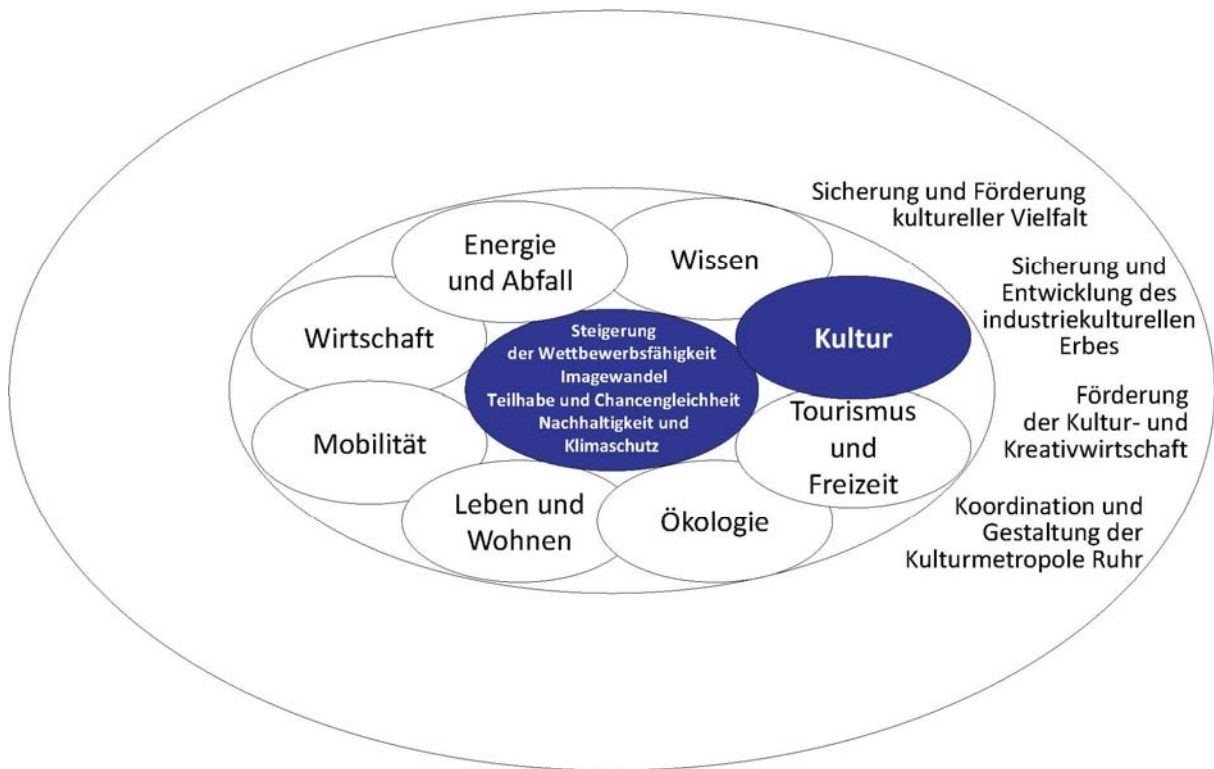 Sicherung und Förderung
kultureller Vielfalt
Energie
und Abfall
Wissen
Sicherung und
Entwicklung des
industriekulturellen
Erbes
Wirtschaft
Steigerung
der Wettbewerbsfähigkeit
Imagewandel
Teilhabe und Chancengleichheit
Nachhaltigkeit und
Klimaschutz
Kultur
Mobilität
Tourismus
und
Freizeit
Förderung
der Kultur- und
Kreativwirtschaft
Leben und
Wohnen
Ökologie
Koordination und
Gestaltung der
Kulturmetropole Ruhr